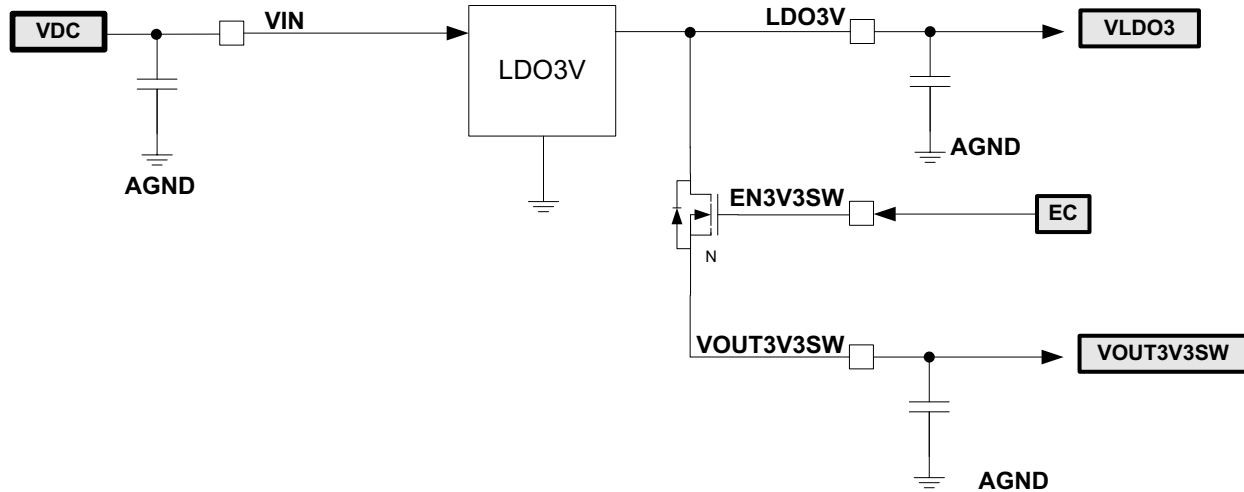 VDC
VIN
LDO3V
LDO3V
VLDO3
AGND
AGND
EN3V3SW
EC
N
VOUT3V3SW
VOUT3V3SW
AGND